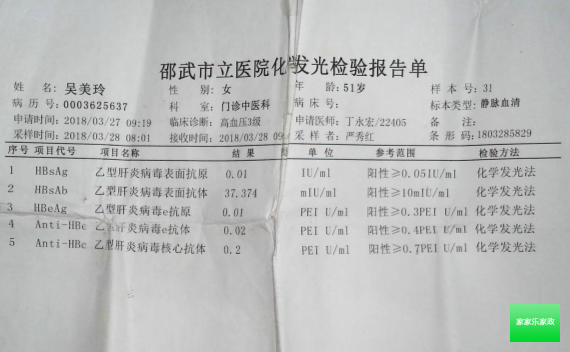 邵武市立医院化学发光检验报告单
姓 名: 吴美玲 性 别: 女 年 龄: 51岁 样 本 号: 31
病 历 号: 0003625637 科 室: 门诊中医科 病 床 号: 标本类型: 静脉血清
申请时间: 2018/03/27 09:19 临床诊断: 高血压3级 申请医师: 丁永宏/22405 备 注:
采样时间: 2018/03/28 08:01 接收时间: 2018/03/28 09 采 样 者: 严秀红 条 形 码: 1803285829
序号 项目代号 项目名称 结 果 单 位 参考范围 检验方法
1 HBsAg 乙型肝炎病毒表面抗原 0.01 IU/ml 阳性≥0.05IU/ml 化学发光法
2 HBsAb 乙型肝炎病毒表面抗体 37.374 mIU/ml 阳性≥10mIU/ml 化学发光法
3 HBeAg 乙型肝炎病毒e抗原 0.01 PEI U/ml 阳性≥0.3PEI U/ml 化学发光法
4 Anti-HBe 乙型肝炎病毒e抗体 0.02 PEI U/ml 阳性≥0.4PEI U/ml 化学发光法
5 Anti-HBc 乙型肝炎病毒核心抗体 0.2 PEI U/ml 阳性≥0.7PEI U/ml 化学发光法
家家乐家政